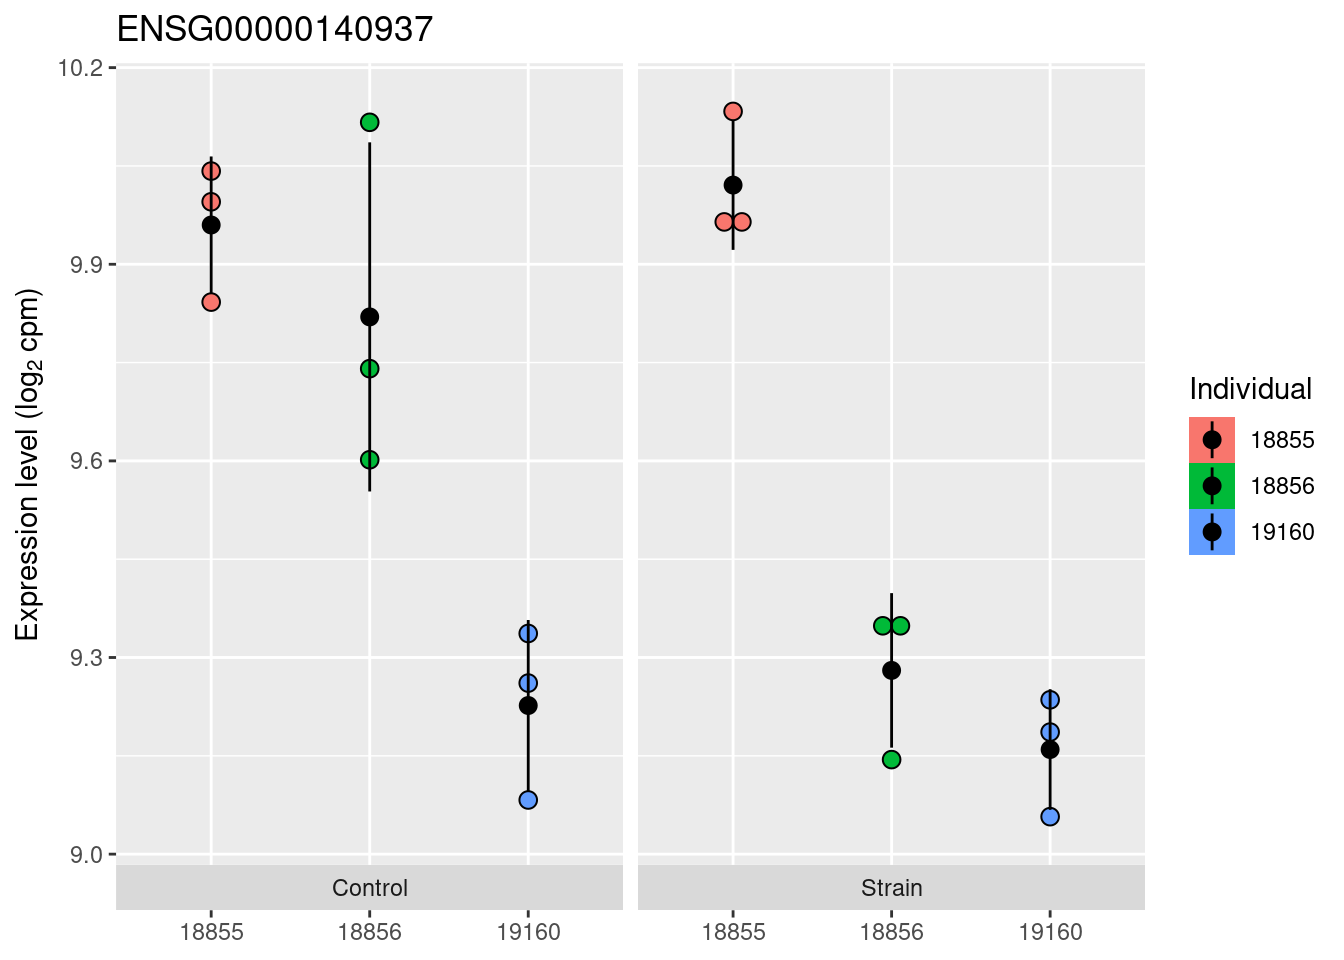 ENSG00000140937
Expression level (log₂ cpm)
10.2
9.9
9.6
9.3
9.0
Control
Strain
18855
18856
19160
18855
18856
19160
Individual
18855
18856
19160